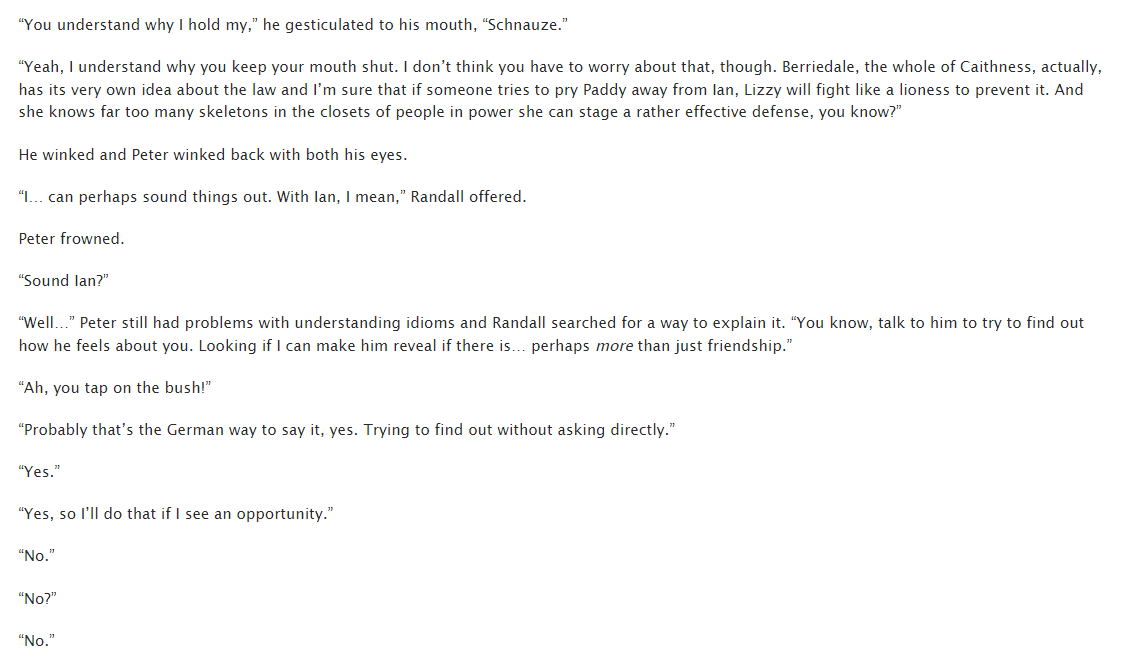 “You understand why I hold my,” he gesticulated to his mouth, “Schnauze.”
“Yeah, I understand why you keep your mouth shut. I don’t think you have to worry about that, though. Berriedale, the whole of Caithness, actually,
has its very own idea about the law and I’m sure that if someone tries to pry Paddy away from Ian, Lizzy will fight like a lioness to prevent it. And
she knows far too many skeletons in the closets of people in power she can stage a rather effective defense, you know?”
He winked and Peter winked back with both his eyes.
“I… can perhaps sound things out. With Ian, I mean,” Randall offered.
Peter frowned.
“Sound Ian?”
“Well…” Peter still had problems with understanding idioms and Randall searched for a way to explain it. “You know, talk to him to try to find out
how he feels about you. Looking if I can make him reveal if there is… perhaps more than just friendship.”
“Ah, you tap on the bush!”
“Probably that’s the German way to say it, yes. Trying to find out without asking directly.”
“Yes.”
“Yes, so I’ll do that if I see an opportunity.”
“No.”
“No?”
“No.”